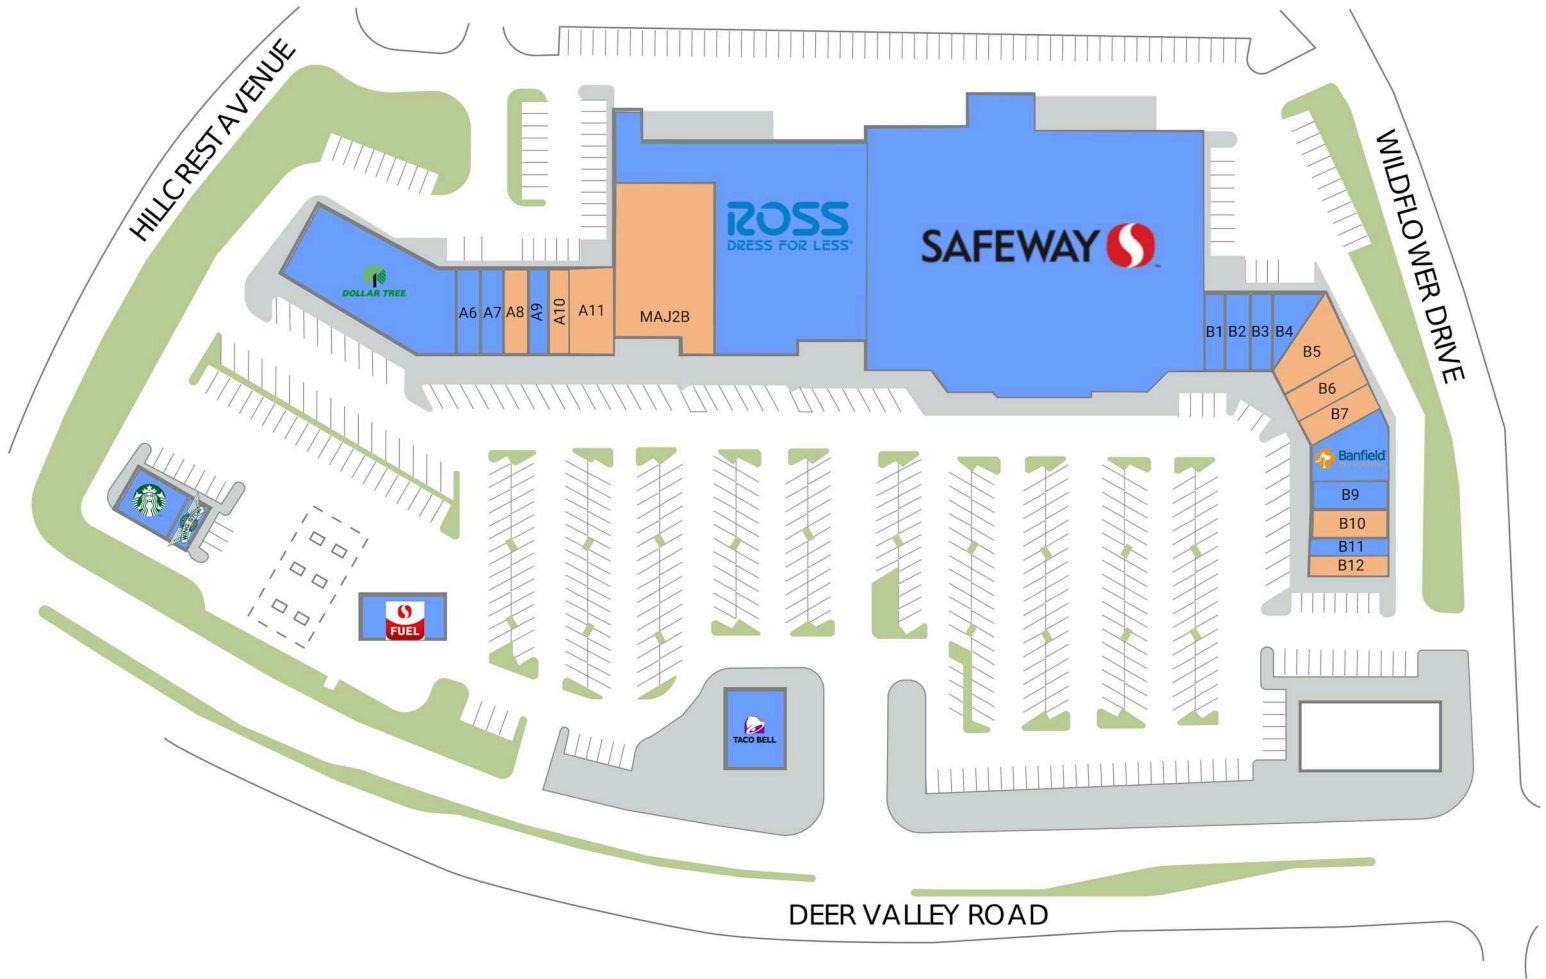 HILLCREST AVENUE
WILDFLOWER DRIVE
ROSS
DRESS FOR LESS
SAFEWAY
DOLLAR TREE
A6
A7
A8
A9
A10
A11
MAJ2B
B1
B2
B3
B4
B5
B6
B7
Banfield
B9
B10
B11
B12
WINGSTOP
FUEL
TACO BELL
DEER VALLEY ROAD